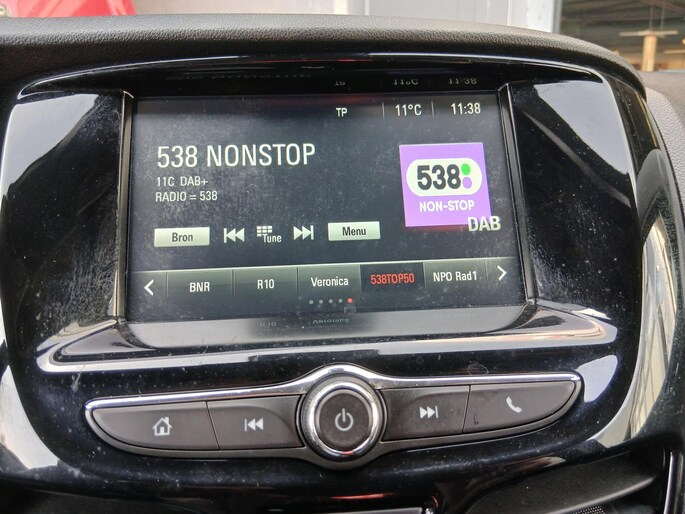 TP 11°C 11:38
538 NONSTOP
11C DAB+
RADIO = 538
538
NON-STOP
DAB
Bron Tune Menu
BNR R10 Veronica 538TOP50 NPO Rad1